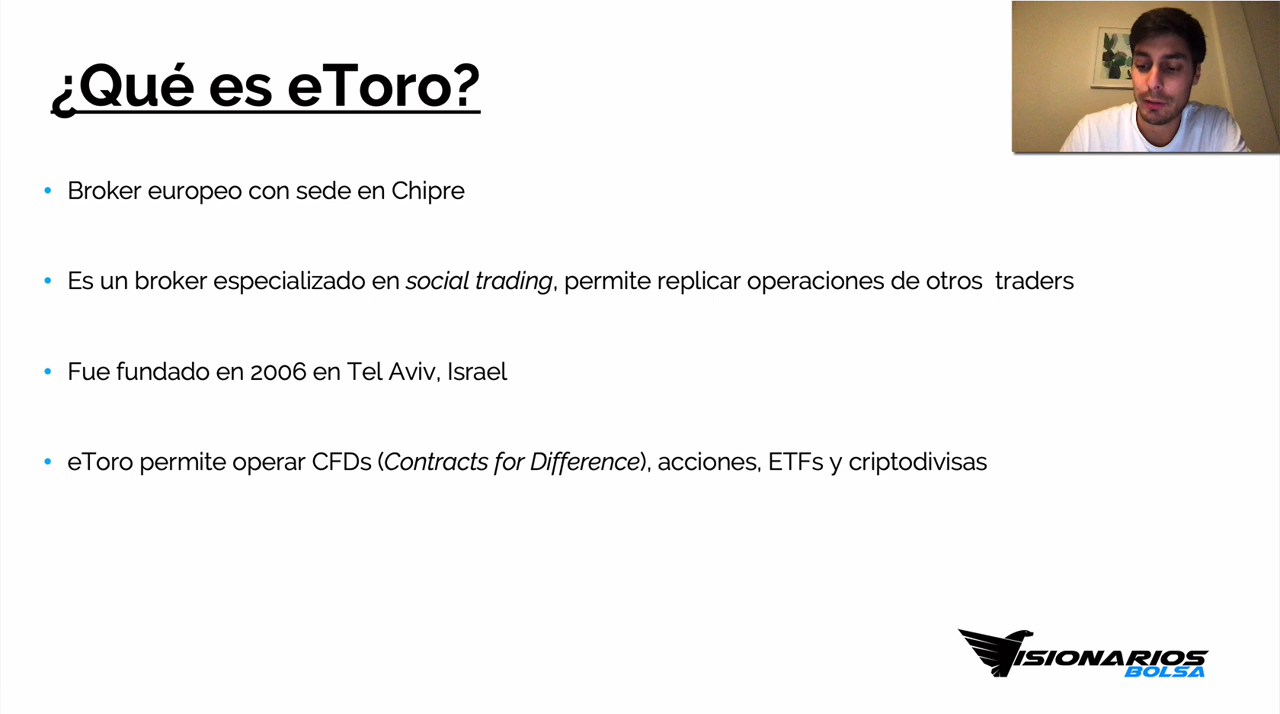 ¿Qué es eToro?
• Broker europeo con sede en Chipre
• Es un broker especializado en social trading, permite replicar operaciones de otros  traders
• Fue fundado en 2006 en Tel Aviv, Israel
• eToro permite operar CFDs (Contracts for Difference), acciones, ETFs y criptodivisas
VISIONARIOS
BOLSA